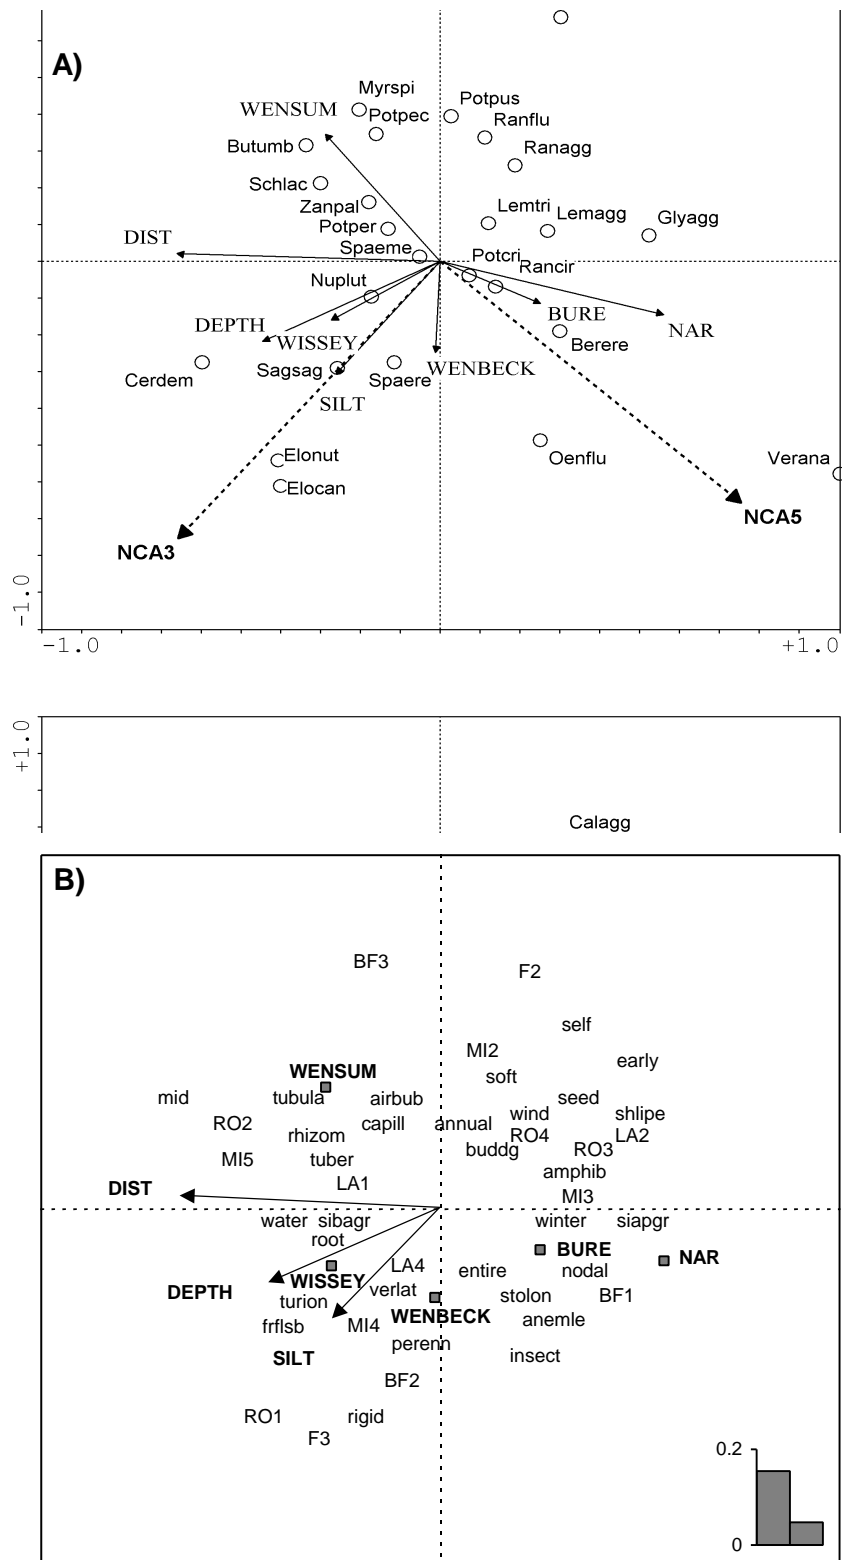 A)
Myrspi
Potpus
WENSUM
Potpec
Ranflu
Butumb
Ranagg
Schlac
Zanpal
Lemtri
Lemagg
Glyagg
Potper
DIST
Spaeme
Potcri
Rancir
Nuplut
BURE
DEPTH
NAR
WISSEY
Berere
Cerdem
Sagsag
Spaere
WENBECK
SILT
Elonut
Oenflu
Verana
Elocan
NCA5
NCA3
-1.0
-1.0
+1.0
+1.0
Calagg
B)
BF3
F2
self
MI2
early
WENSUM
soft
mid
tubula
airbub
seed
wind
shlipe
RO2
capill
annual
rhizom
RO4
LA2
buddg
RO3
MI5
tuber
amphib
LA1
DIST
MI3
water
sibagr
winter
siapgr
root
BURE
NAR
LA4
entire
nodal
WISSEY
DEPTH
verlat
stolon
BF1
turion
WENBECK
anemle
frflsb
MI4
perenn
SILT
insect
BF2
RO1
rigid
F3
0.2
0